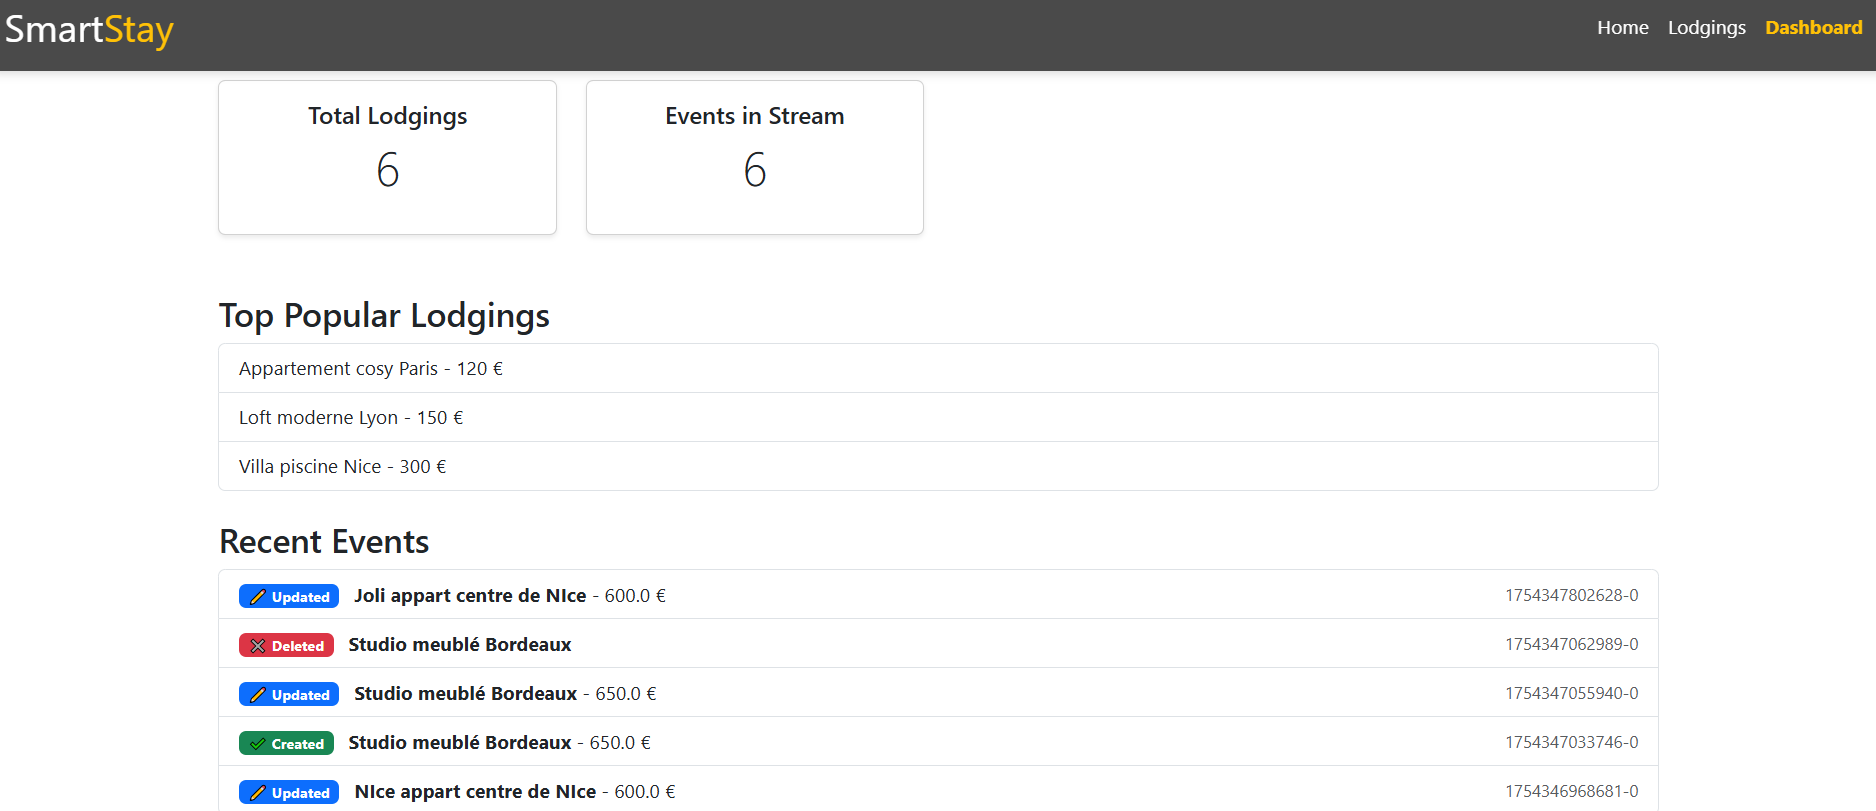 SmartStay
Home Lodgings Dashboard
Total Lodgings
6
Events in Stream
6
Top Popular Lodgings
Appartement cosy Paris - 120 €
Loft moderne Lyon - 150 €
Villa piscine Nice - 300 €
Recent Events
Updated Joli appart centre de NIce - 600.0 € 1754347802628-0
Deleted Studio meublé Bordeaux 1754347062989-0
Updated Studio meublé Bordeaux - 650.0 € 1754347055940-0
Created Studio meublé Bordeaux - 650.0 € 1754347033746-0
Updated NIce appart centre de NIce - 600.0 € 1754346968681-0